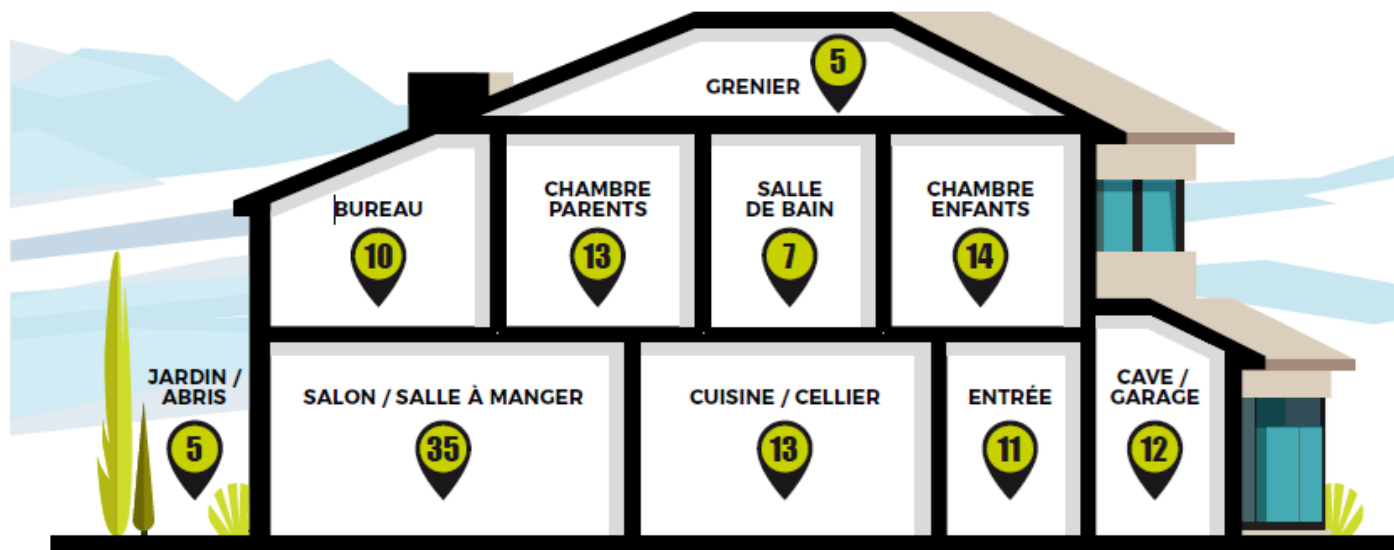 GRENIER
5
BUREAU
10
CHAMBRE
PARENTS
13
SALLE
DE BAIN
7
CHAMBRE
ENFANTS
14
JARDIN /
ABRIS
5
SALON / SALLE À MANGER
35
CUISINE / CELLIER
13
ENTRÉE
11
CAVE /
GARAGE
12